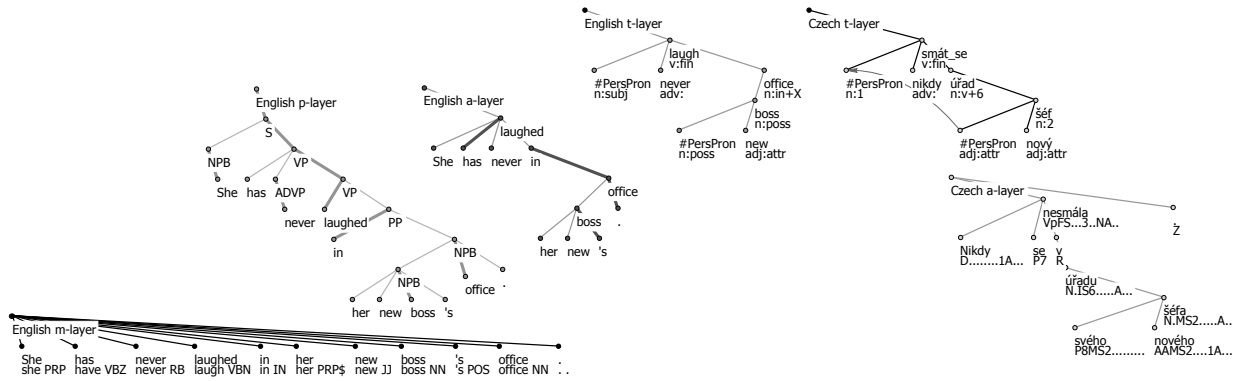 English t-layer
laugh
v:fin
#PersPron
n:subj
never
adv:
office
n:in+X
boss
n:poss
#PersPron
n:poss
new
adj:attr
Czech t-layer
smát_se
v:fin
#PersPron
n:1
nikdy
adv:
úřad
n:v+6
šéf
n:2
#PersPron
adj:attr
nový
adj:attr
English p-layer
S
NPB
VP
She
has
ADVP
VP
never
laughed
PP
in
NPB
NPB
office
.
her
new
boss
's
English a-layer
laughed
She
has
never
in
office
boss
.
her
new
's
Czech a-layer
nesmála
VpFS...3..NA..
.
Z
Nikdy
D........1A...
se
P7
v
R
úřadu
N.IS6.....A...
šéfa
N.MS2.....A..
svého
P8MS2.........
nového
AAMS2....1A...
English m-layer
She has never laughed in her new boss 's office .
she PRP have VBZ never RB laugh VBN in IN her PRP$ new JJ boss NN 's POS office NN . .